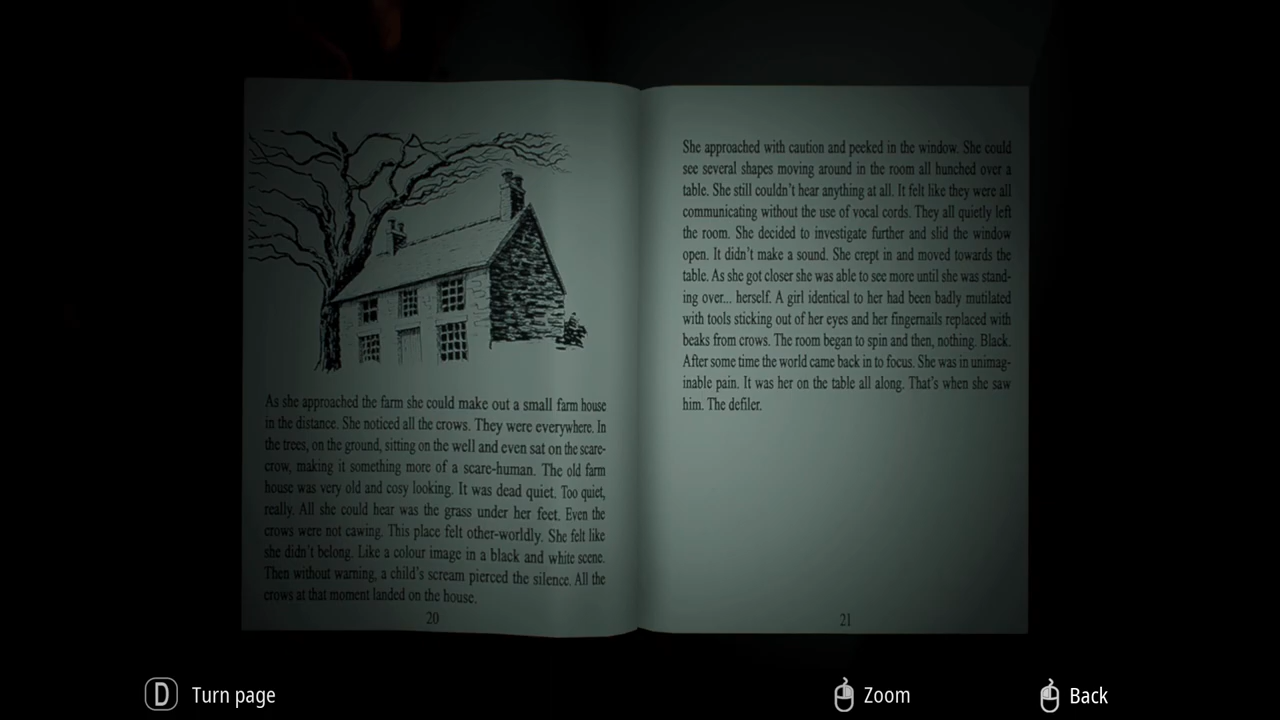 As she approached the farm she could make out a small farm house
in the distance. She noticed all the crows. They were everywhere. In
the trees, on the ground, sitting on the well and even sat on the scare-
crow, making it something more of a scare-human. The old farm
house was very old and cosy looking. It was dead quiet. Too quiet,
really. All she could hear was the grass under her feet. Even the
crows were not cawing. This place felt other-worldly. She felt like
she didn't belong. Like a colour image in a black and white scene.
Then without warning, a child's scream pierced the silence. All the
crows at that moment landed on the house.
20
She approached with caution and peeked in the window. She could
see several shapes moving around in the room all hunched over a
table. She still couldn't hear anything at all. It felt like they were all
communicating without the use of vocal cords. They all quietly left
the room. She decided to investigate further and slid the window
open. It didn't make a sound. She crept in and moved towards the
table. As she got closer she was able to see more until she was stand-
ing over... herself. A girl identical to her had been badly mutilated
with tools sticking out of her eyes and her fingernails replaced with
beaks from crows. The room began to spin and then, nothing. Black.
After some time the world came back in to focus. She was in unimag-
inable pain. It was her on the table all along. That's when she saw
him. The defiler.
21
D Turn page
Zoom
Back